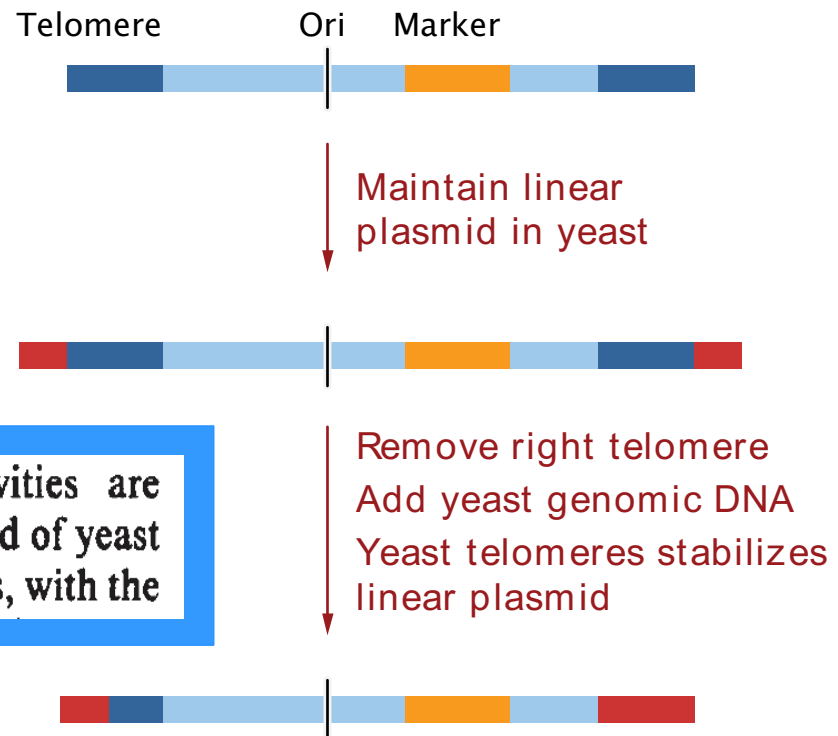 Telomere Ori Marker
Maintain linear
plasmid in yeast
Remove right telomere
Add yeast genomic DNA
Yeast telomeres stabilizes
linear plasmid
are
of yeast
with the